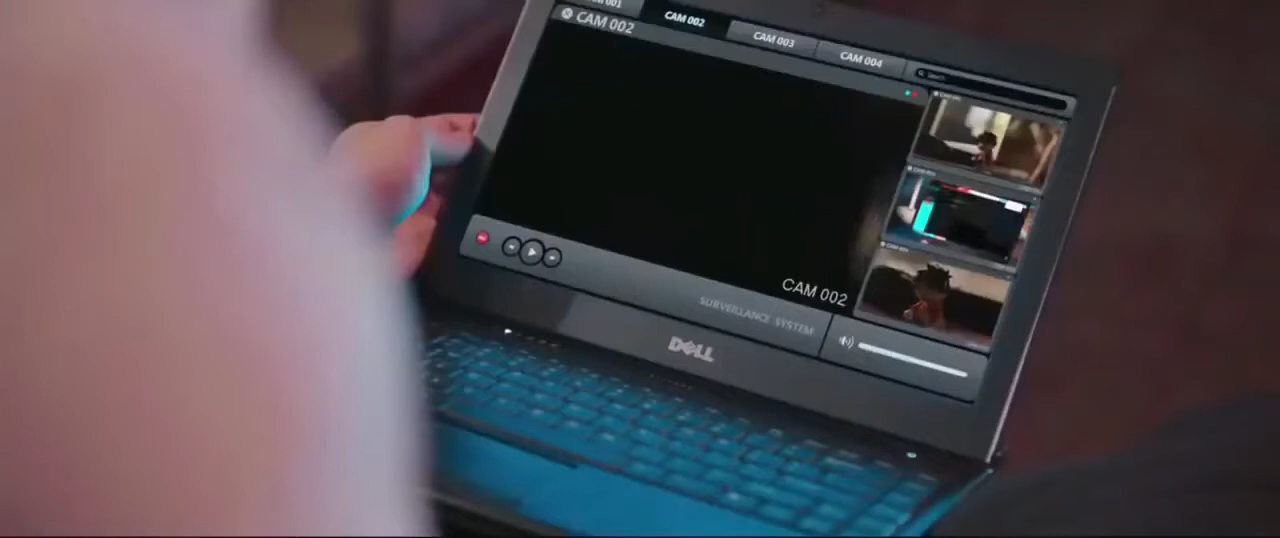 CAM 002
CAM 003
CAM 004
CAM 002
CAM 002
SURVEILLANCE SYSTEM
DELL